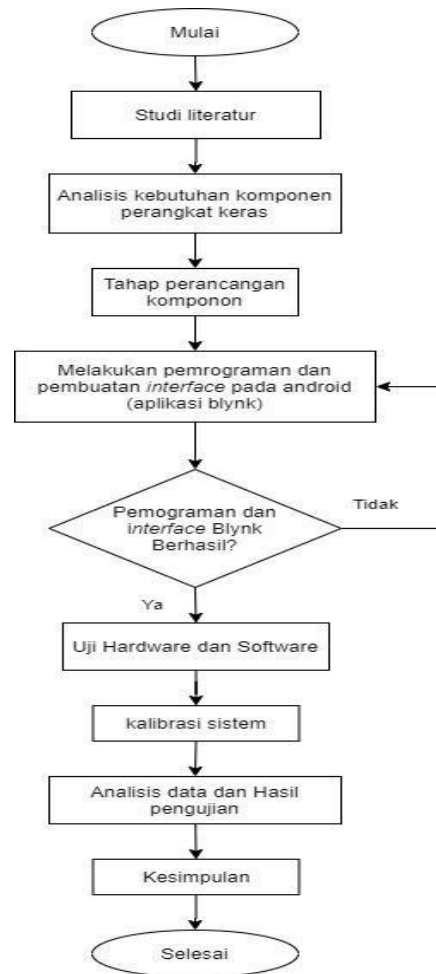 Mulai
Studi literatur
Analisis kebutuhan komponen
perangkat keras
Tahap perancangan
komponon
Melakukan pemrograman dan
pembuatan interface pada android
(aplikasi blynk)
Pemograman dan
interface Blynk
Berhasil?
Tidak
Ya
Uji Hardware dan Software
kalibrasi sistem
Analisis data dan Hasil
pengujian
Kesimpulan
Selesai